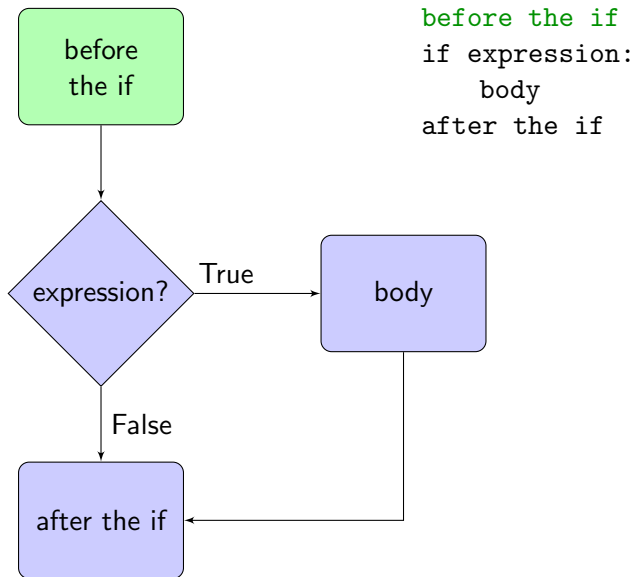 before
the if
before the if
if expression:
    body
after the if
expression?
True
body
False
after the if